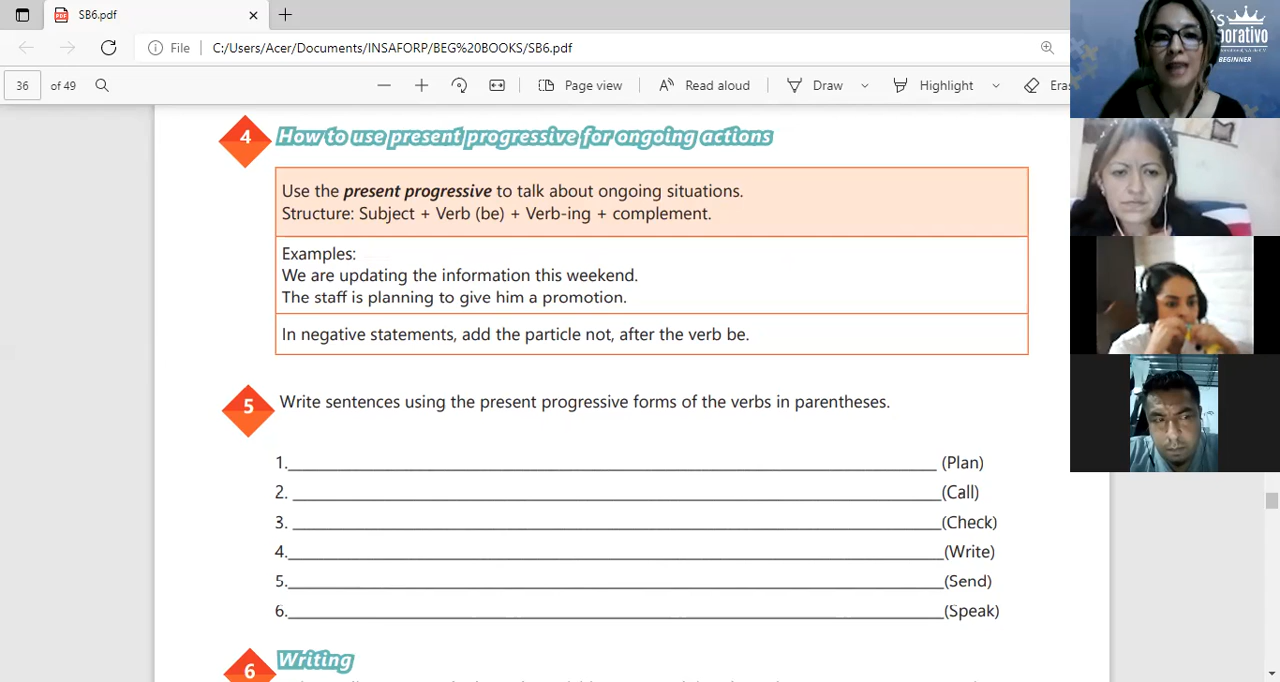 SB6.pdf
File
C:/Users/Acer/Documents/INSAFORP/BEG%20BOOKS/SB6.pdf
36 of 49
Page view
Read aloud
Draw
Highlight
BEGINNER
4 How to use present progressive for ongoing actions
Use the present progressive to talk about ongoing situations.
Structure: Subject + Verb (be) + Verb-ing + complement.
Examples:
We are updating the information this weekend.
The staff is planning to give him a promotion.
In negative statements, add the particle not, after the verb be.
5 Write sentences using the present progressive forms of the verbs in parentheses.
1. (Plan)
2. (Call)
3. (Check)
4. (Write)
5. (Send)
6. (Speak)
6 Writing